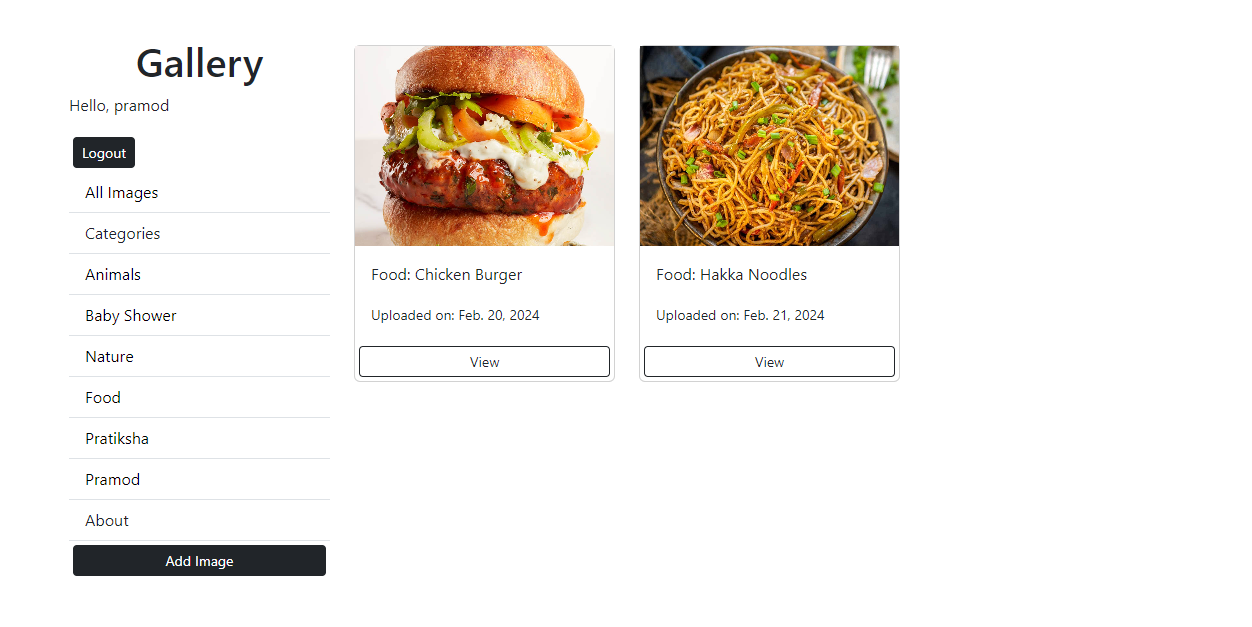 Gallery
Hello, pramod
Logout
All Images
Categories
Animals
Baby Shower
Nature
Food
Pratiksha
Pramod
About
Add Image
Food: Chicken Burger
Uploaded on: Feb. 20, 2024
View
Food: Hakka Noodles
Uploaded on: Feb. 21, 2024
View